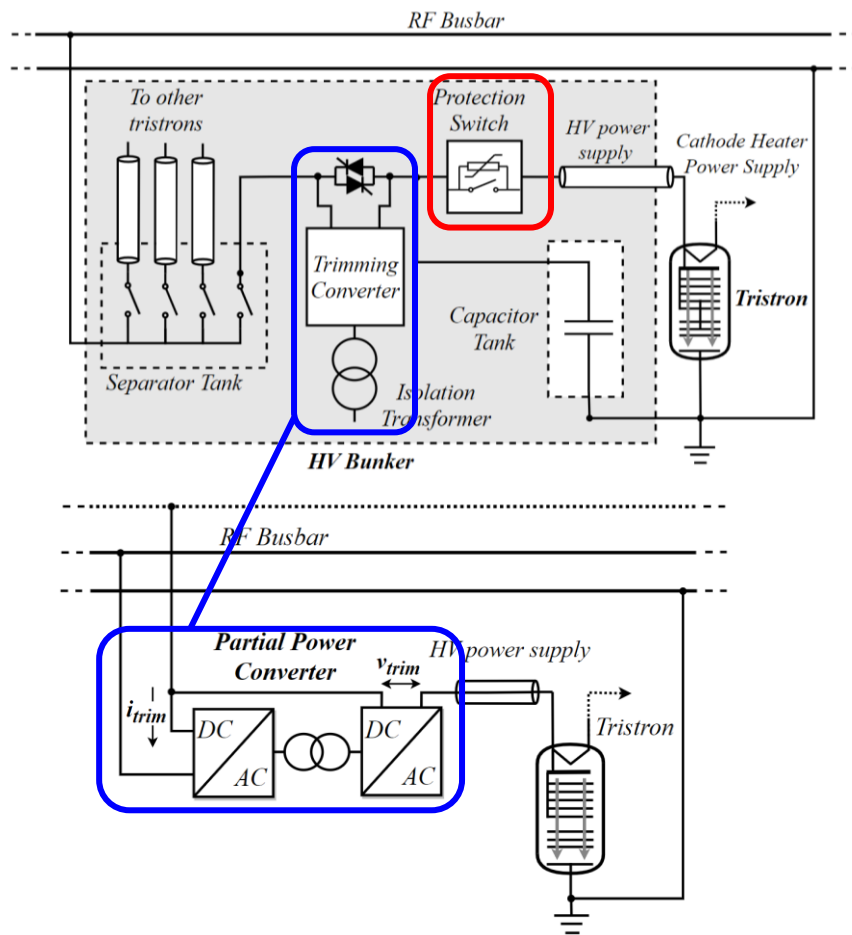 RF Busbar
To other
tristrons
Protection
Switch
HV power
supply
Cathode Heater
Power Supply
Trimming
Converter
Tristron
Capacitor
Tank
Separator Tank
Isolation
Transformer
HV Bunker
RF Busbar
Partial Power
Converter
HV power supply
v_trim
i_trim
DC
AC
DC
AC
Tristron